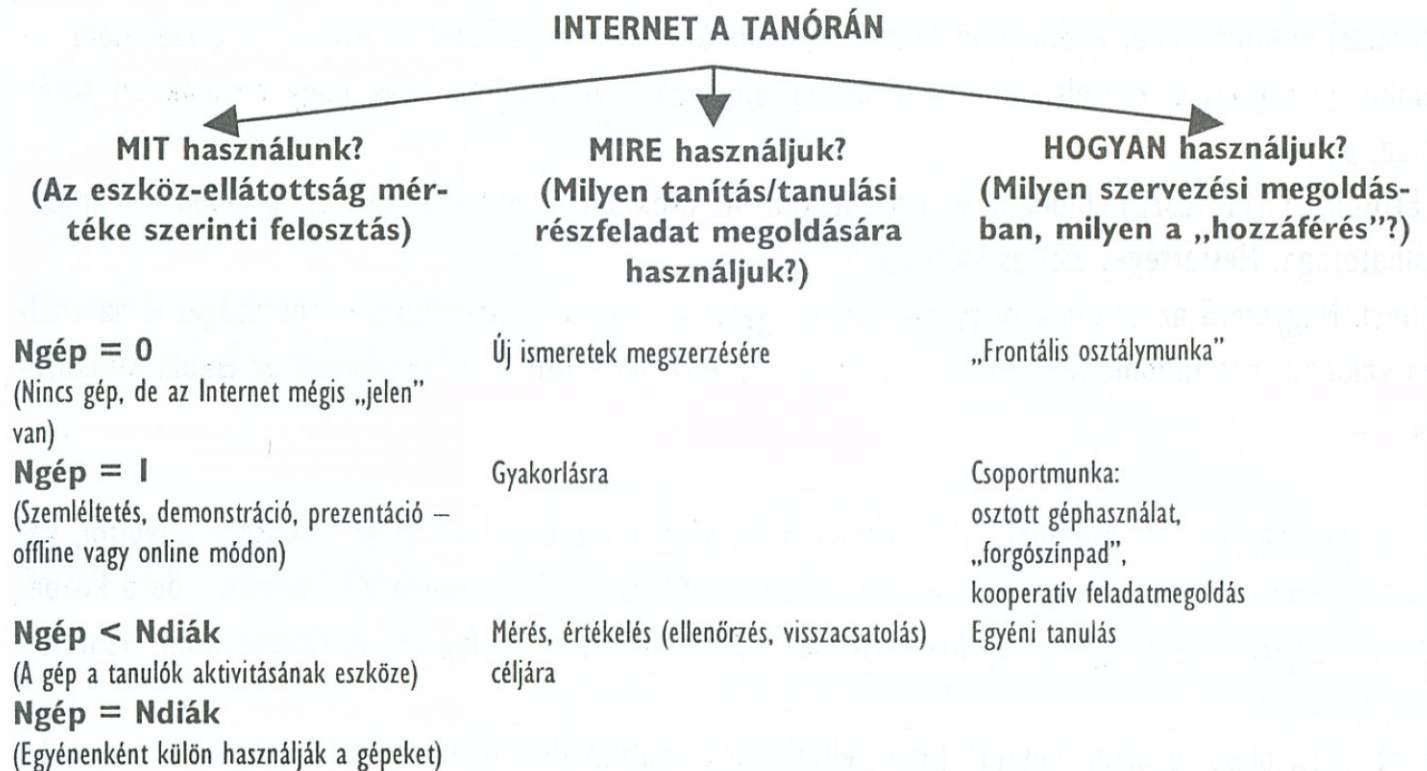 INTERNET A TANÓRÁN
MIT használunk?
(Az eszköz-ellátottság mér-
téke szerinti felosztás)
MIRE használjuk?
(Milyen tanítás/tanulási
részfeladat megoldására
használjuk?)
HOGYAN használjuk?
(Milyen szervezési megoldás-
ban, milyen a „hozzáférés”?)
Ngép = 0
(Nincs gép, de az Internet mégis „jelen”
van)
Új ismeretek megszerzésére
„Frontális osztálymunka”
Ngép = 1
(Szemléltetés, demonstráció, prezentáció –
offline vagy online módon)
Gyakorlásra
Csoportmunka:
osztott géphasználat,
„forgószínpad”,
kooperatív feladatmegoldás
Ngép < Ndiák
(A gép a tanulók aktivitásának eszköze)
Mérés, értékelés (ellenőrzés, visszacsatolás)
céljára
Egyéni tanulás
Ngép = Ndiák
(Egyénenként külön használják a gépeket)